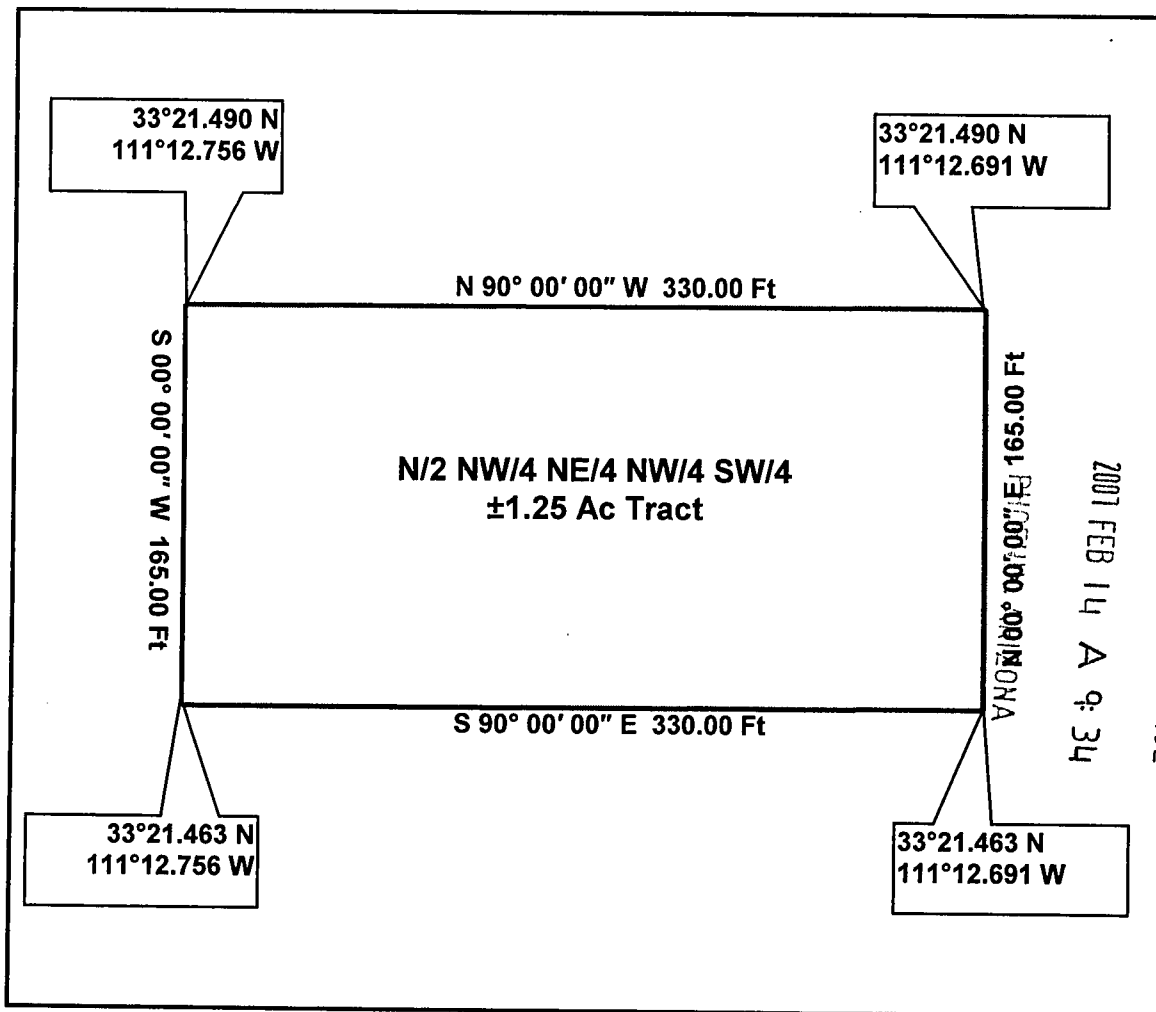 33°21.490 N
111°12.756 W
33°21.490 N
111°12.691 W
N 90° 00' 00" W 330.00 Ft
S 00° 00' 00" W 165.00 Ft
N/2 NW/4 NE/4 NW/4 SW/4
±1.25 Ac Tract
N 00° 00' 00" E 165.00 Ft
2007 FEB 14 A 9:34
S 90° 00' 00" E 330.00 Ft
33°21.463 N
111°12.756 W
33°21.463 N
111°12.691 W